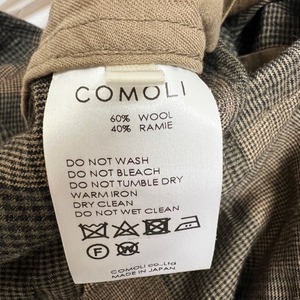 COMOLI
60% WOOL
40% RAMIE
DO NOT WASH
DO NOT BLEACH
DO NOT TUMBLE DRY
WARM IRON
DRY CLEAN
DO NOT WET CLEAN
F
COMOLI CO.,LTD
MADE IN JAPAN